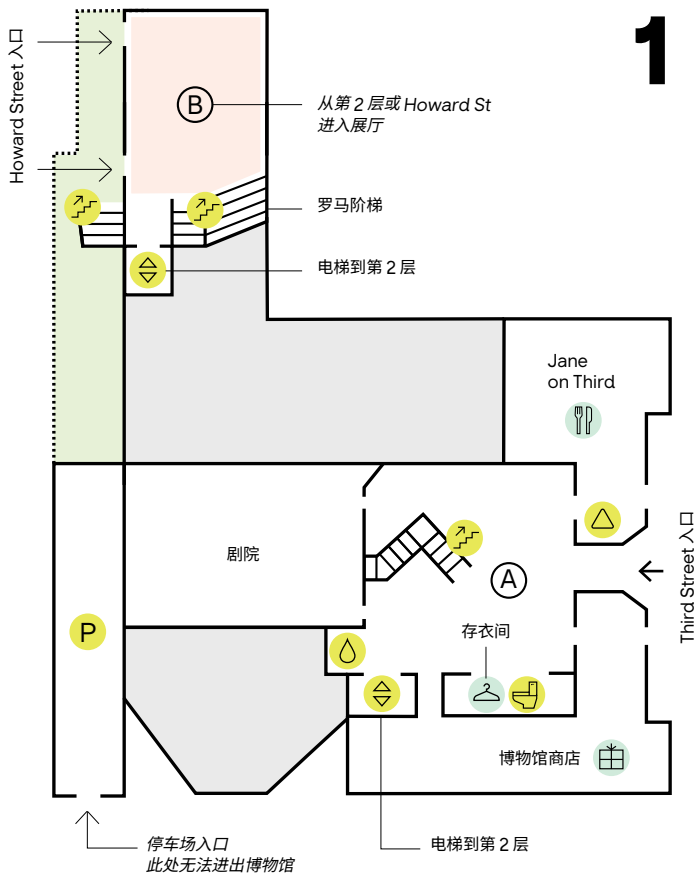 1
Howard Street 入口
B
从第 2 层或 Howard St
进入展厅
罗马阶梯
电梯到第 2 层
Jane
on Third
剧院
A
Third Street 入口
P
存衣间
博物馆商店
停车场入口
此处无法进出博物馆
电梯到第 2 层